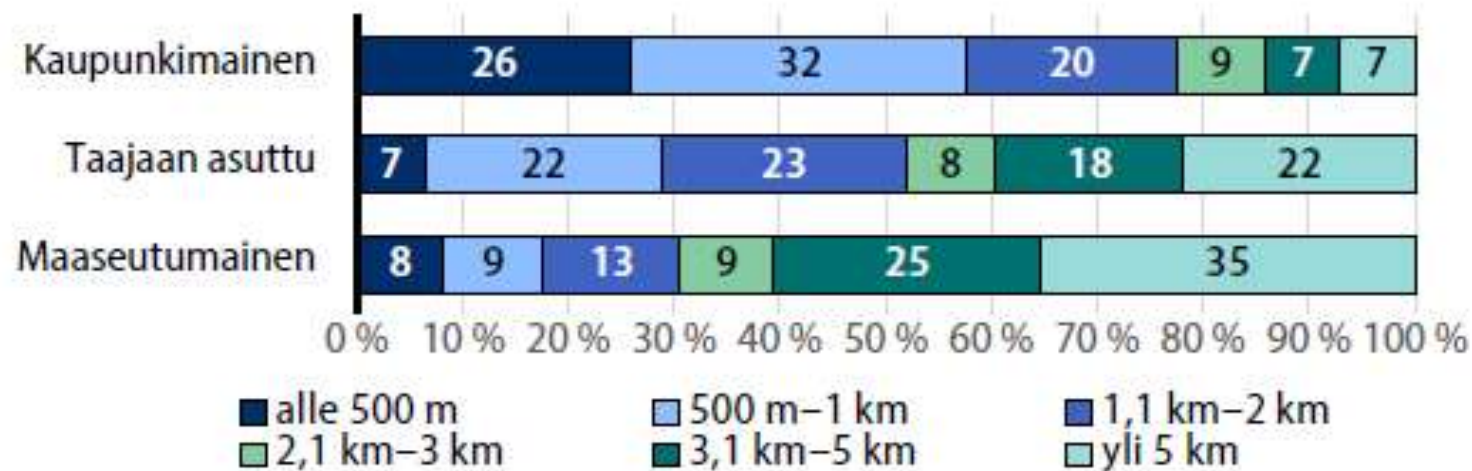 Kaupunkimainen 26 32 20 9 7 7
Taajaan asuttu 7 22 23 8 18 22
Maaseutumainen 8 9 13 9 25 35
0 % 10 % 20 % 30 % 40 % 50 % 60 % 70 % 80 % 90 % 100 %
alle 500 m 500 m–1 km 1,1 km–2 km
2,1 km–3 km 3,1 km–5 km yli 5 km